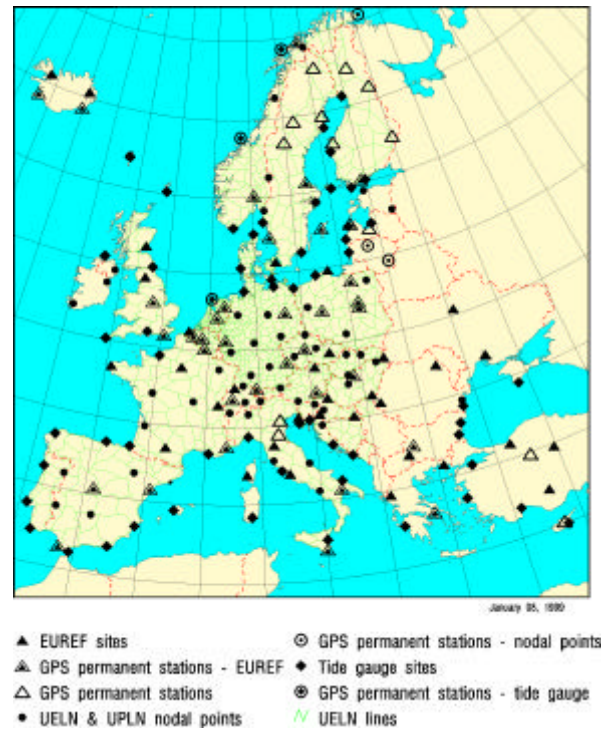 January 05, 1999
EUREF sites
GPS permanent stations - EUREF
GPS permanent stations
UELN & UPLN nodal points
GPS permanent stations - nodal points
Tide gauge sites
GPS permanent stations - tide gauge
UELN lines